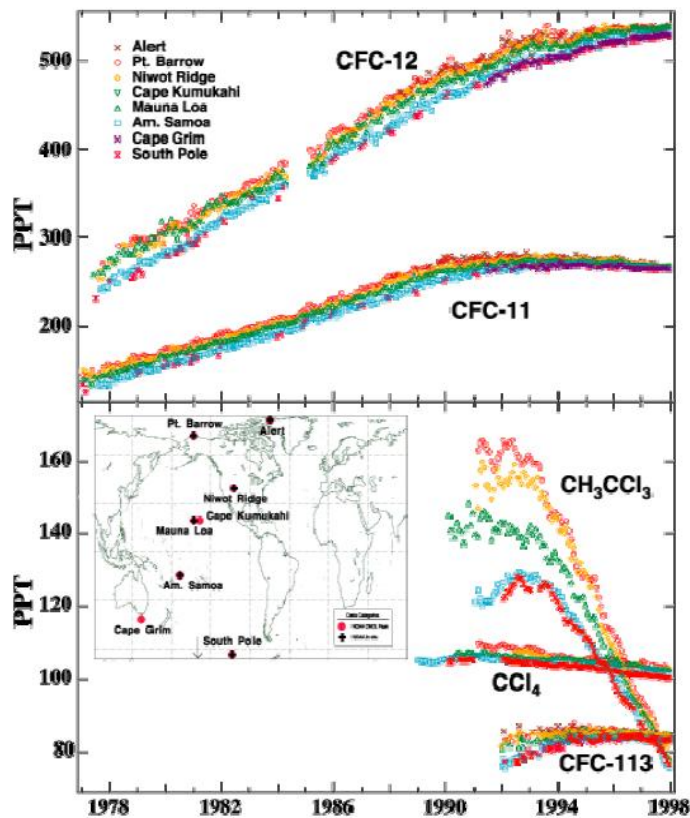 500
400
300
200
PPT
Alert
Pt. Barrow
Niwot Ridge
Cape Kumukahi
Mauna Loa
Am. Samoa
Cape Grim
South Pole
CFC-12
CFC-11
160
140
120
100
80
PPT
Pt. Barrow
Alert
Niwot Ridge
Cape Kumukahi
Mauna Loa
Am. Samoa
Cape Grim
South Pole
CH₃CCl₃
CCl₄
CFC-113
1978 1982 1986 1990 1994 1998